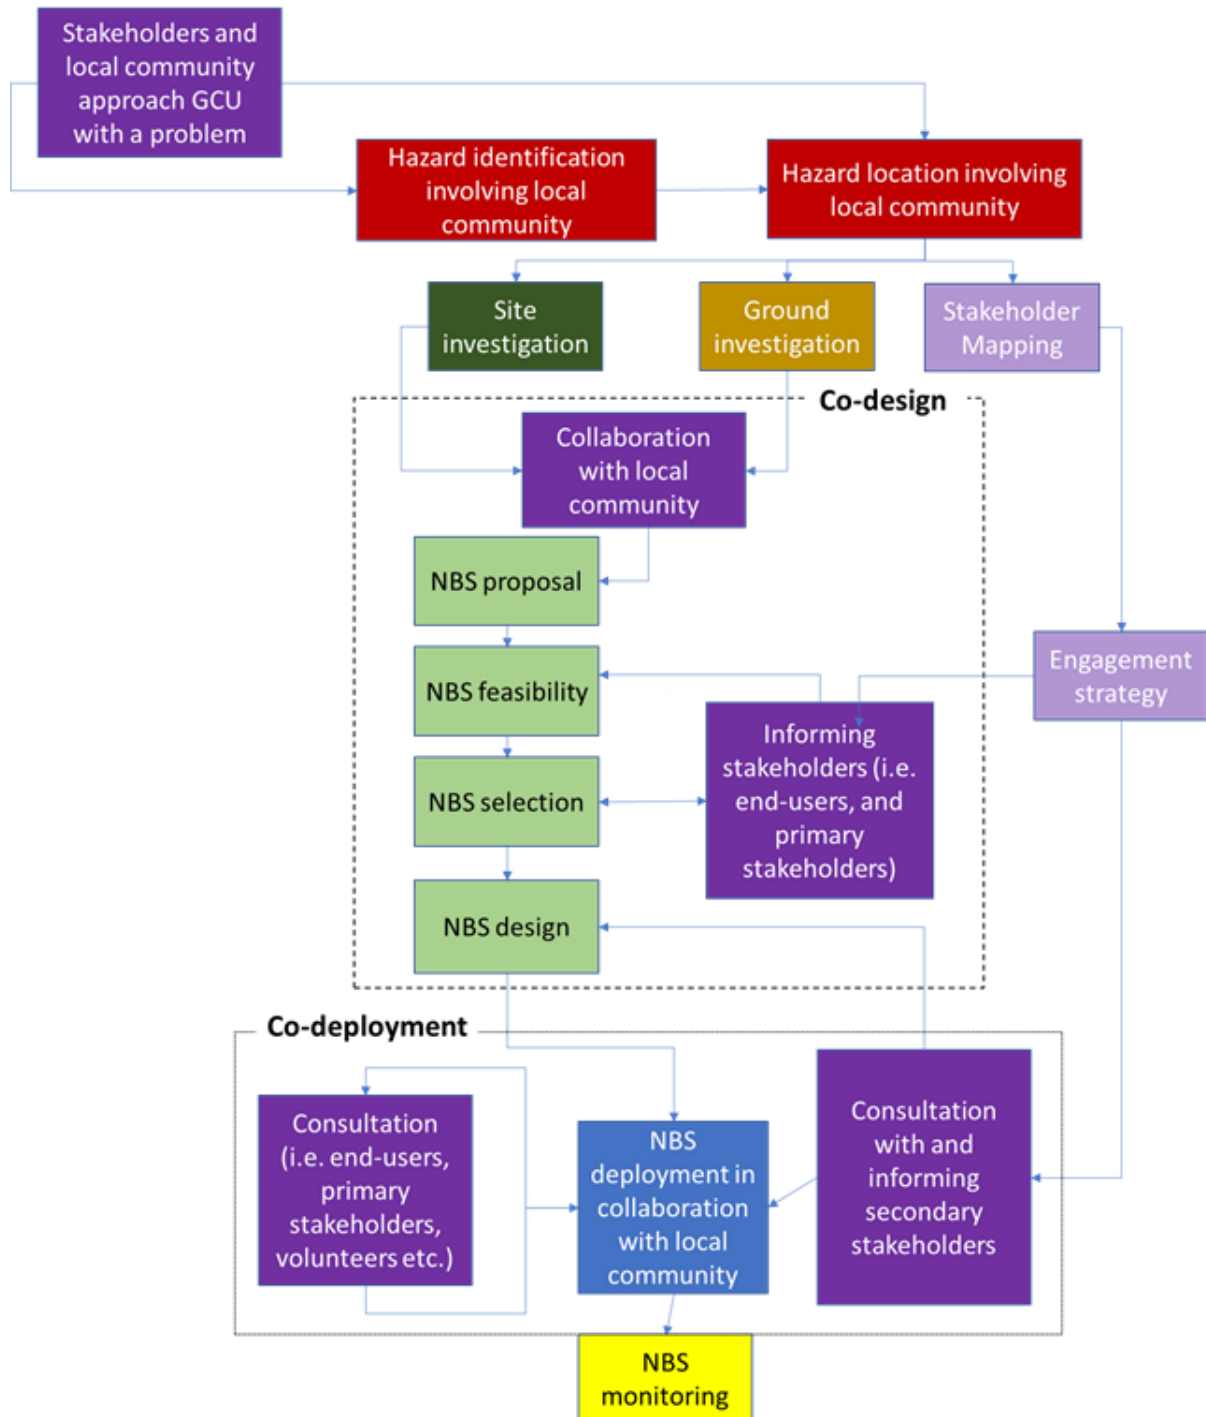 Stakeholders and
local community
approach GCU
with a problem
Hazard identification
involving local
community
Hazard location involving
local community
Site
investigation
Ground
investigation
Stakeholder
Mapping
Co-design
Collaboration
with local
community
NBS proposal
NBS feasibility
Engagement
strategy
Informing
stakeholders (i.e.
end-users, and
primary
stakeholders)
NBS selection
NBS design
Co-deployment
Consultation
(i.e. end-users,
primary
stakeholders,
volunteers etc.)
NBS
deployment in
collaboration
with local
community
Consultation
with and
informing
secondary
stakeholders
NBS
monitoring